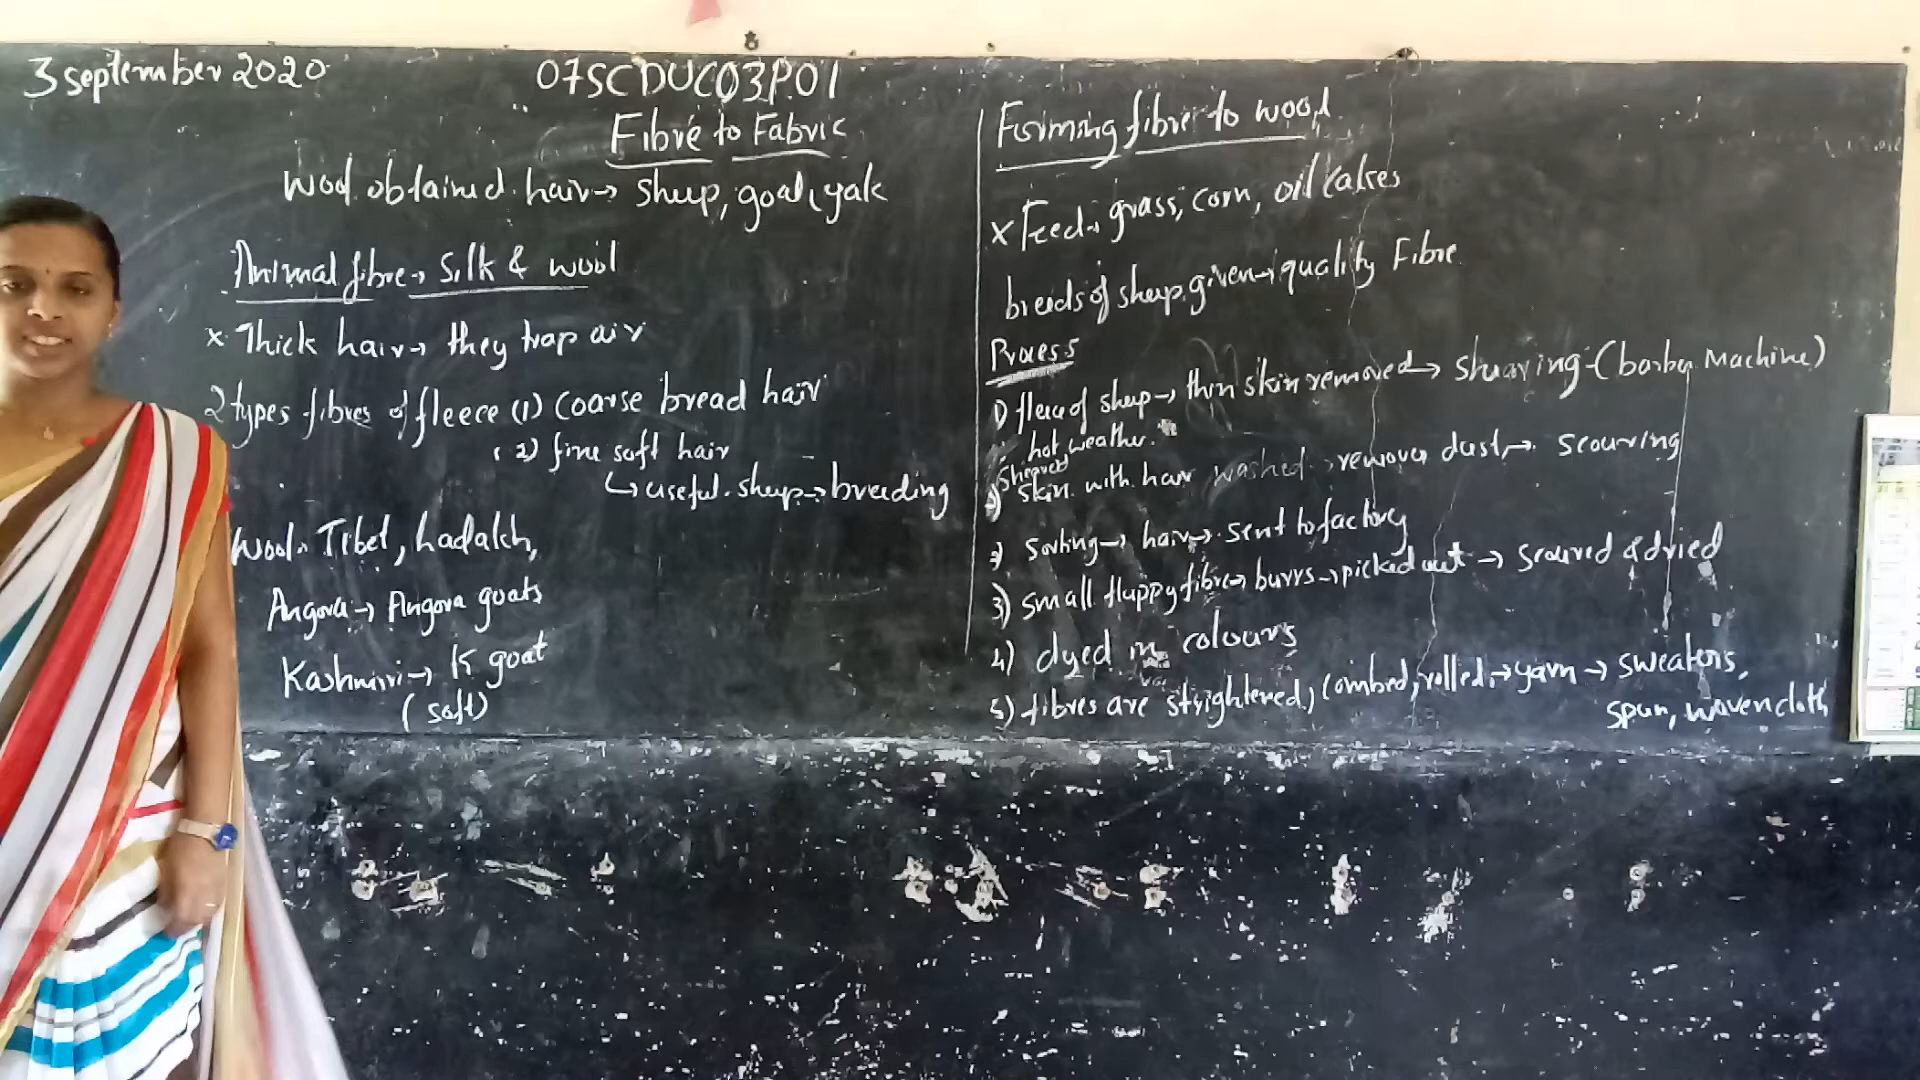 3 September 2020
07SCDUC03P01
Fibre to Fabric
Wool obtained hair→ Sheep, goat, yak
Animal fibre→ Silk & wool
x Thick hair→ they trap air
2 types fibres of fleece (1) Coarse bread hair
(2) fine soft hair
↳ useful sheep→ breeding
Wool→ Tibet, Ladakh,
Angora→ Angora goats
Kashmiri→ K goat
(soft)
Forming fibre to wool
x Feed→ grass, corn, oil cakes
breeds of sheep given→ quality Fibre
Process
1) fleece of sheep→ thin skin removed→ shearing-(barber Machine)
hot weather.
Sheared
2) skin with hair washed→ removes dust→ scouring
2) sorting→ hair→ sent to factory
3) small fluppy fibre→ burrs→ picked out → scoured & dried
4) dyed in colours
5) fibres are strightered, combed, rolled→ yarn → sweaters,
spun, wovencloth